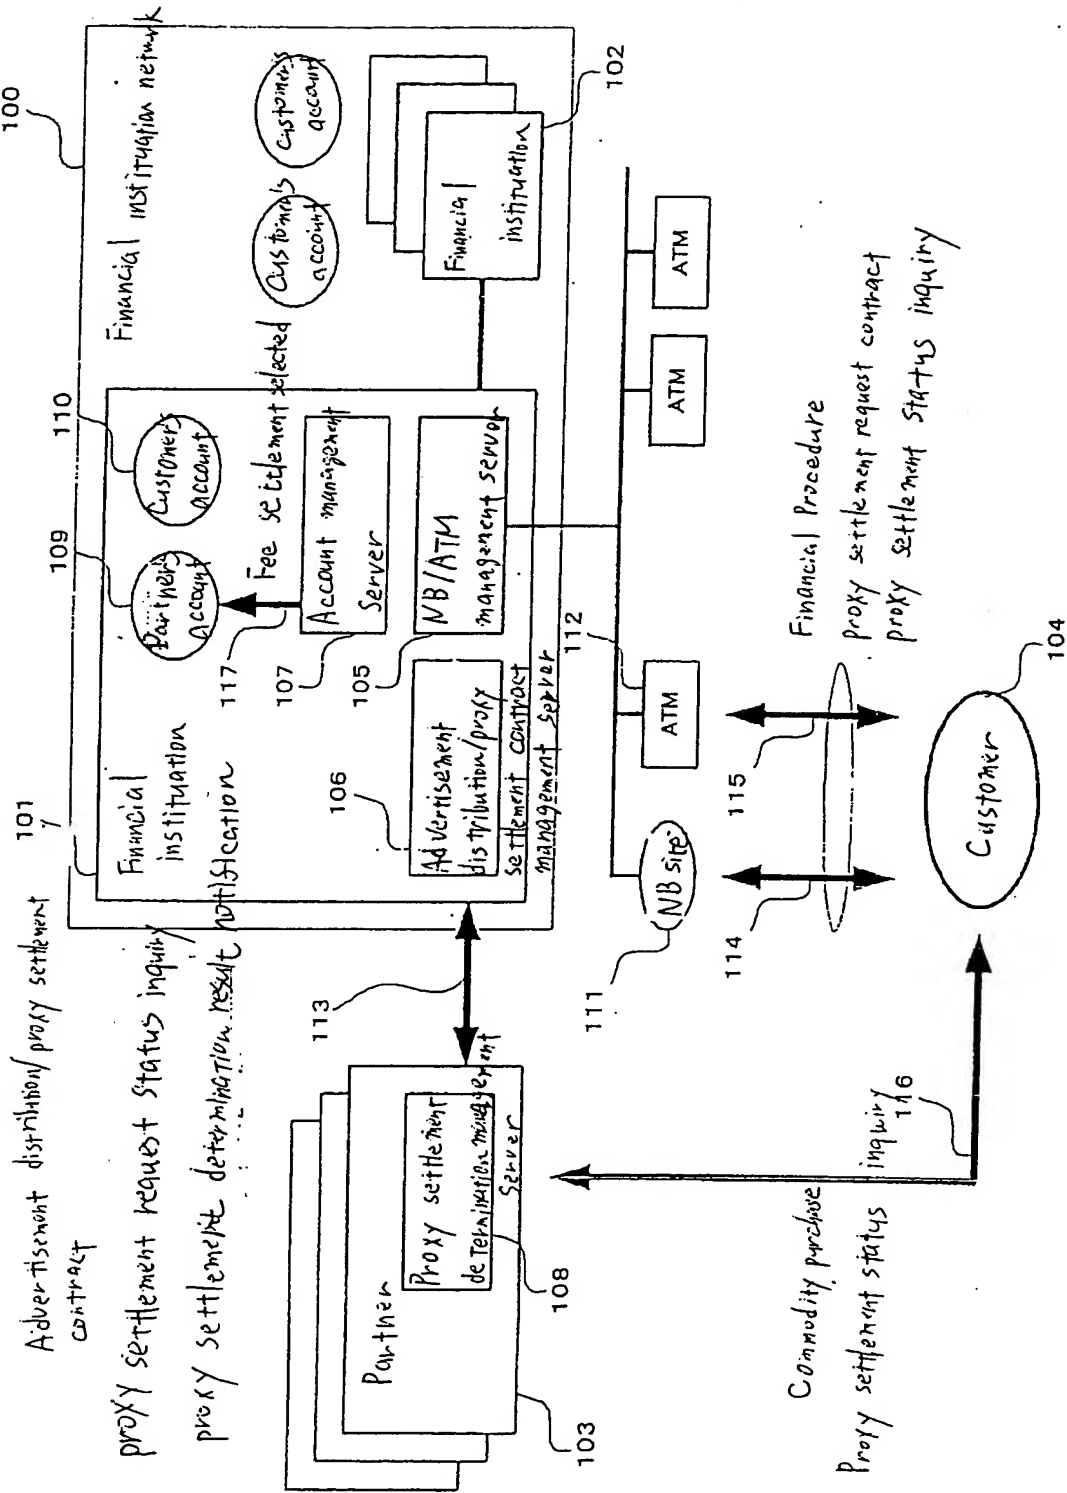 100
Financial instituation network
101
Financial
instituation
109
Partner's
account
110
Customer's
account
Customer's
account
Customer's
account
117
Fee settlement selected
107
Account management
Server
105
NB/ATM
management server
106
Advertisement
distribution/proxy
settlement contract
management server
Financial
instituation
102
Advertisement distribution/proxy settlement
contract
proxy settlement request status inquiry
proxy settlement determination result notification
113
Partner
Proxy settlement
determination management
Server
108
103
111
NB site
112
ATM
ATM
ATM
114
115
Financial Procedure
proxy settlement request contract
proxy settlement status inquiry
Customer
104
Commodity purchase
Proxy settlement status inquiry
116